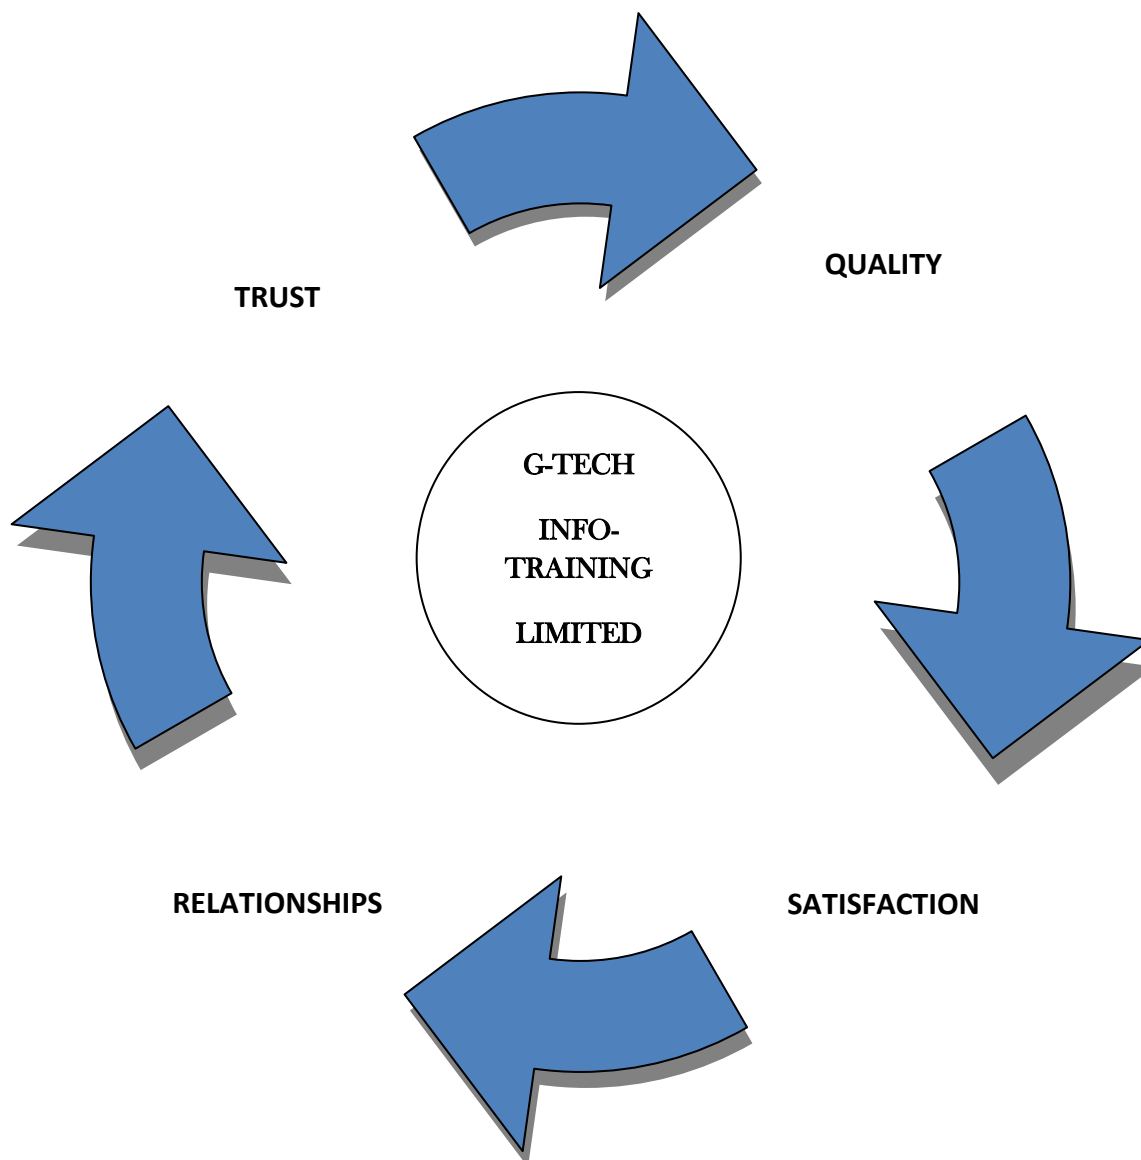 QUALITY
TRUST
G-TECH
INFO-
TRAINING
LIMITED
RELATIONSHIPS
SATISFACTION